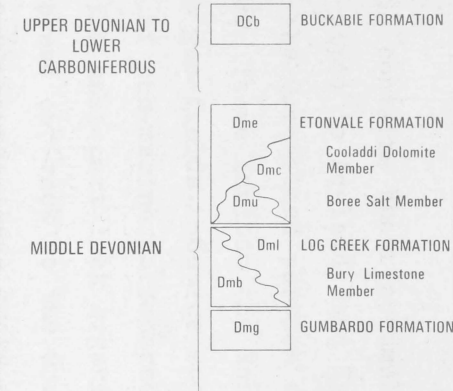 UPPER DEVONIAN TO
LOWER
CARBONIFEROUS
DCb
BUCKABIE FORMATION
MIDDLE DEVONIAN
Dme
ETONVALE FORMATION
Dmc
Cooladdi Dolomite
Member
Dmu
Boree Salt Member
Dml
LOG CREEK FORMATION
Dmb
Bury Limestone
Member
Dmg
GUMBARDO FORMATION